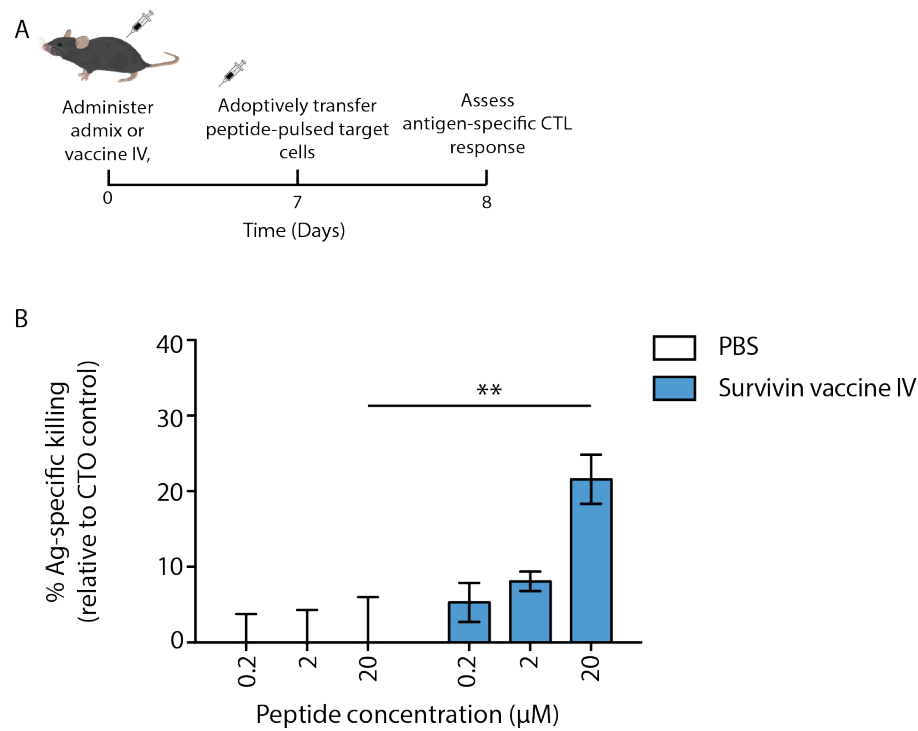 A
Administer
admix or
vaccine IV,
Adoptively transfer
peptide-pulsed target
cells
Assess
antigen-specific CTL
response
0
7
8
Time (Days)
B
% Ag-specific killing
(relative to CTO control)
40
30
20
10
0
**
PBS
Survivin vaccine IV
0.2
2
20
0.2
2
20
Peptide concentration (µM)